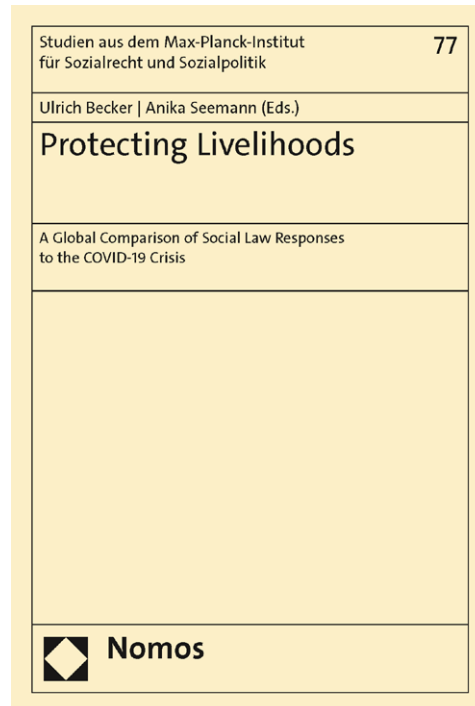 Studien aus dem Max-Planck-Institut
für Sozialrecht und Sozialpolitik
77
Ulrich Becker | Anika Seemann (Eds.)
Protecting Livelihoods
A Global Comparison of Social Law Responses
to the COVID-19 Crisis
Nomos